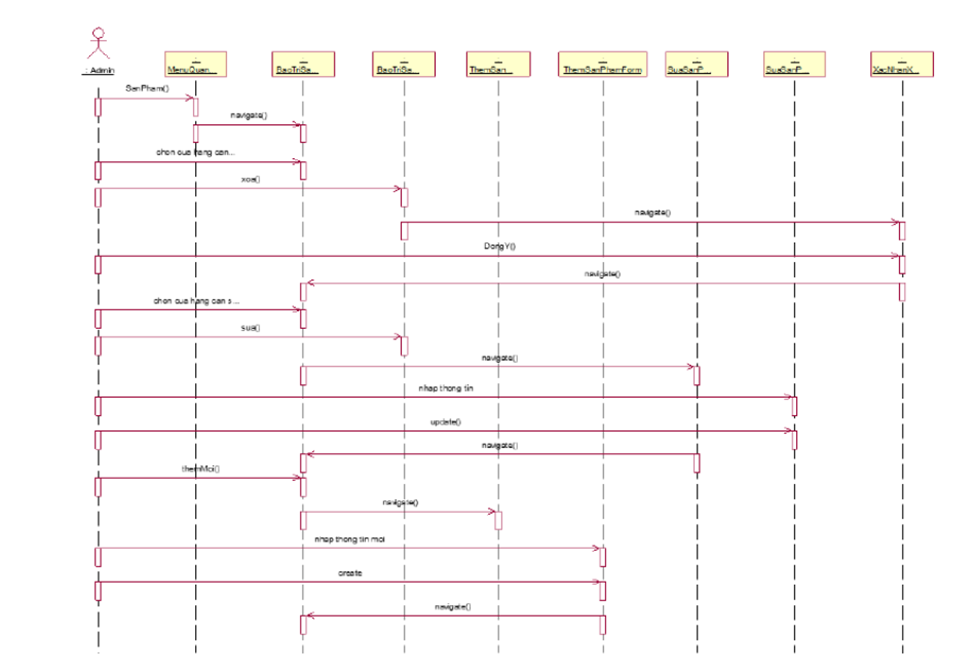 : Admin
MenuQuan...
BaoTriSa...
BaoTriSa...
ThemSan...
ThemSanPhamForm
SuaSanP...
SuaSanP...
XacNhanX...
SanPham()
navigate()
chon cua hang can...
xoa()
navigate()
DongY()
navigate()
chon cua hang can s...
sua()
navigate()
nhap thong tin
update()
navigate()
themMoi()
navigate()
nhap thong tin moi
create
navigate()